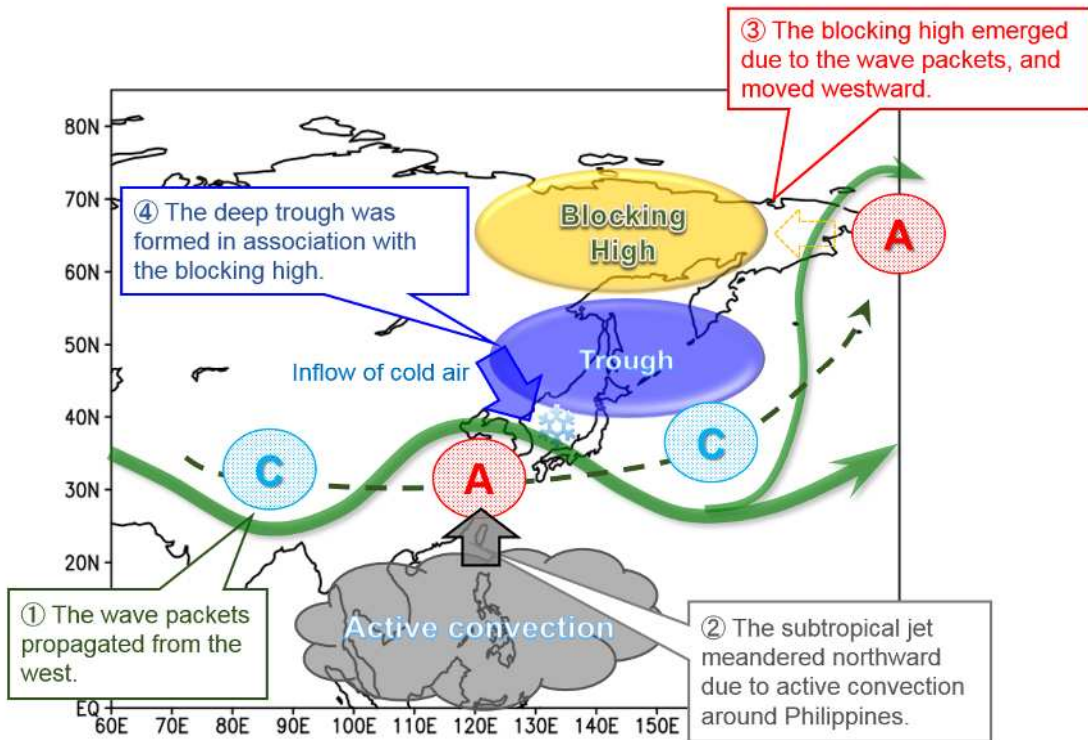 ③ The blocking high emerged
due to the wave packets, and
moved westward.
80N
70N
④ The deep trough was
formed in association with
the blocking high.
Blocking
High
A
60N
50N
Trough
Inflow of cold air
40N
C
C
A
30N
20N
① The wave packets
propagated from the
west.
Active convection
② The subtropical jet
meandered northward
due to active convection
around Philippines.
EQ
60E 70E 80E 90E 100E 110E 120E 130E 140E 150E